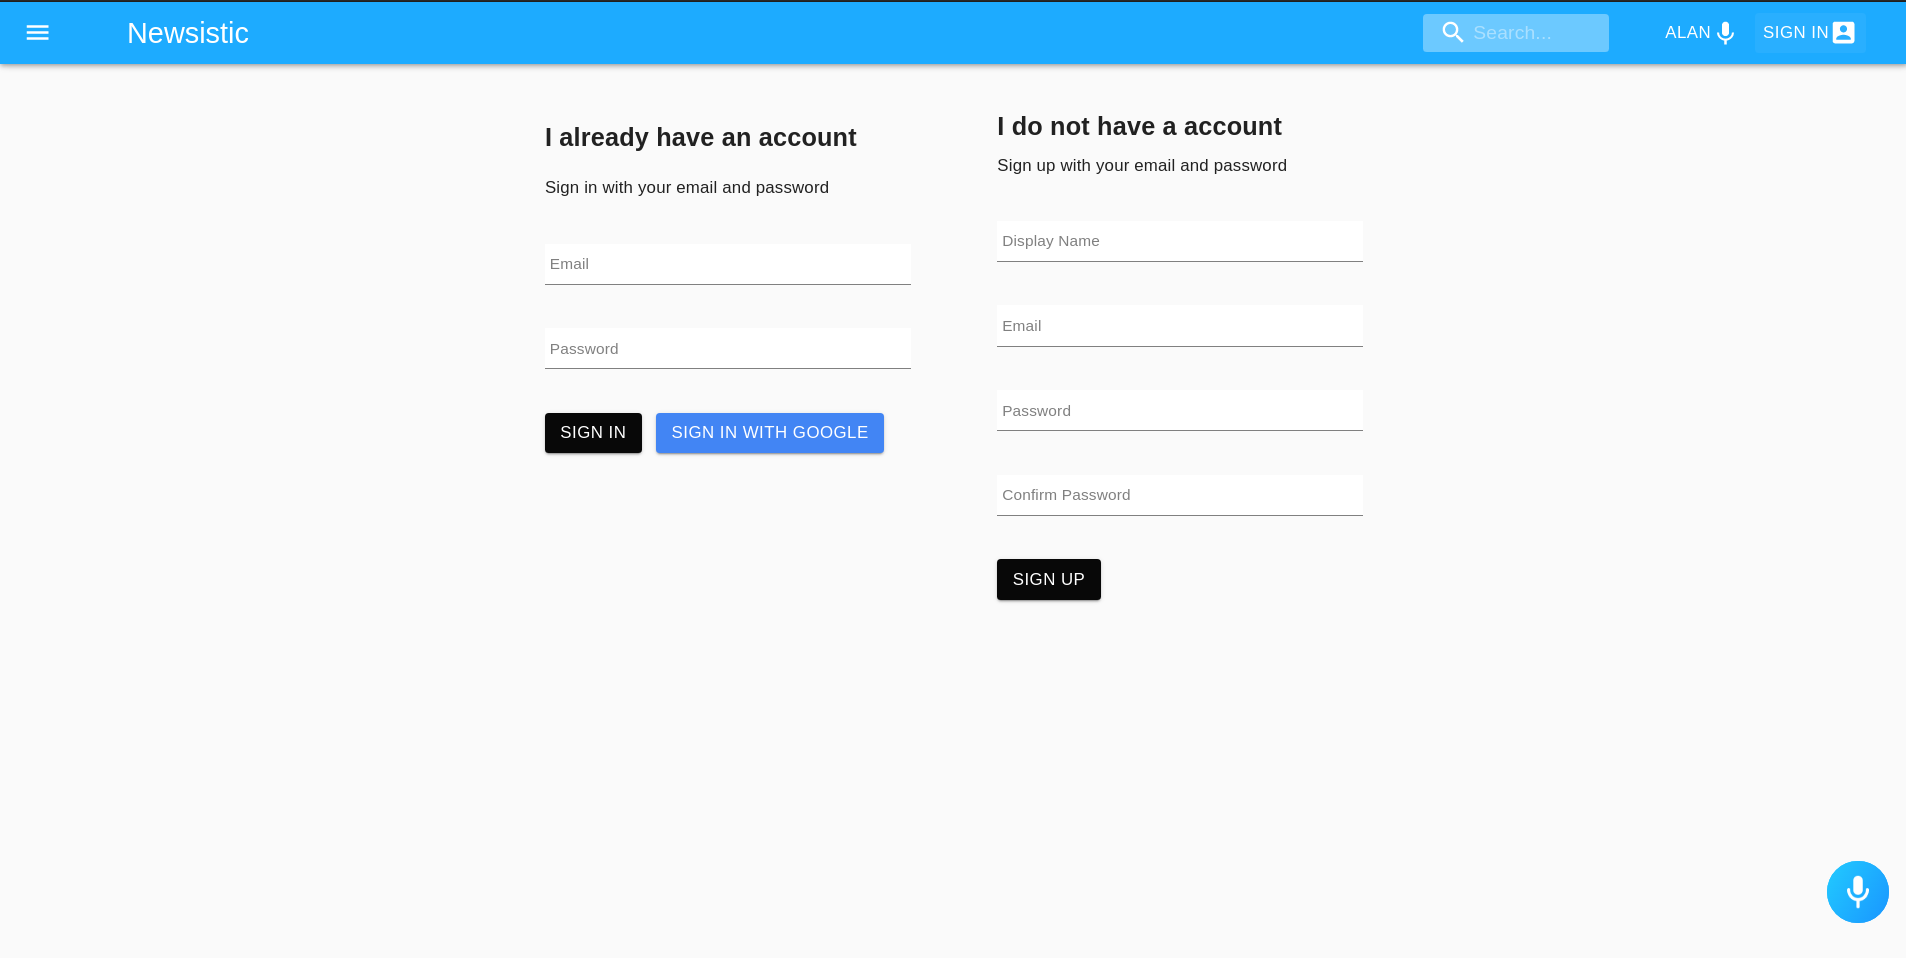 Newsistic
Search...
ALAN
SIGN IN
I already have an account
Sign in with your email and password
Email
Password
SIGN IN
SIGN IN WITH GOOGLE
I do not have a account
Sign up with your email and password
Display Name
Email
Password
Confirm Password
SIGN UP